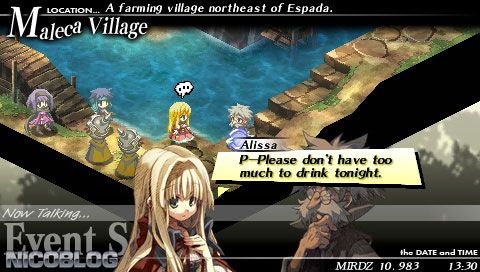 LOCATION... A farming village northeast of Espada.
Maleca Village
Alissa
P-Please don't have too
much to drink tonight.
Now Talking...
Event S
NICOBLOG
the DATE and TIME
MIRDZ 10. 983 13:30